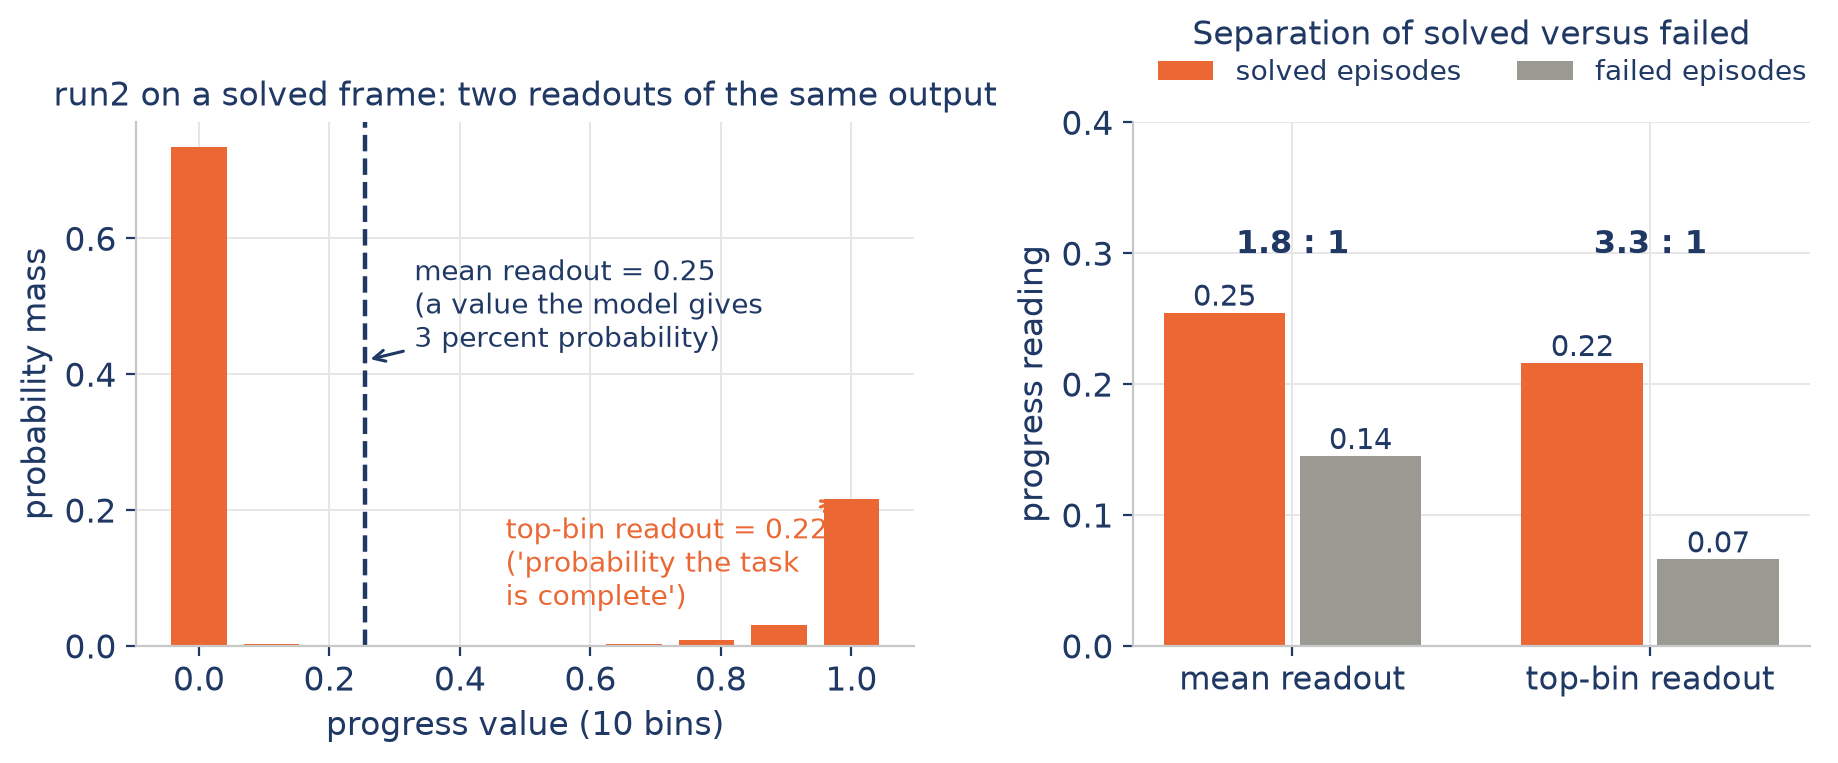 run2 on a solved frame: two readouts of the same output
probability mass
0.6
0.4
0.2
0.0
mean readout = 0.25
(a value the model gives
3 percent probability)
top-bin readout = 0.22
('probability the task
is complete')
0.0 0.2 0.4 0.6 0.8 1.0
progress value (10 bins)
Separation of solved versus failed
solved episodes failed episodes
progress reading
0.4
0.3
0.2
0.1
0.0
1.8 : 1 3.3 : 1
0.25
0.14
0.22
0.07
mean readout top-bin readout